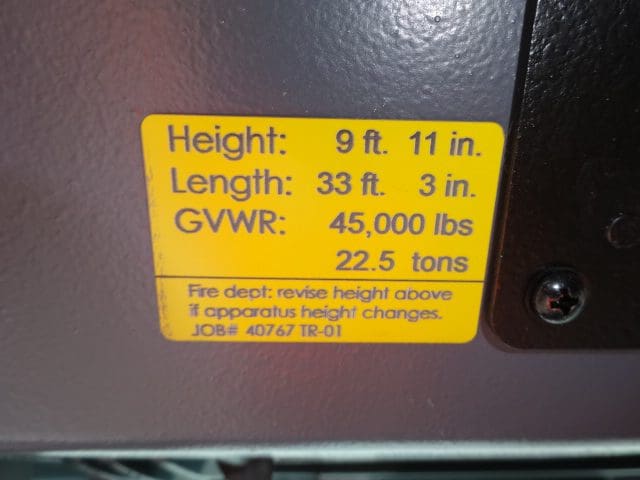 Height: 9 ft. 11 in.
Length: 33 ft. 3 in.
GVWR: 45,000 lbs
22.5 tons
Fire dept: revise height above
if apparatus height changes.
JOB# 40767 TR-01